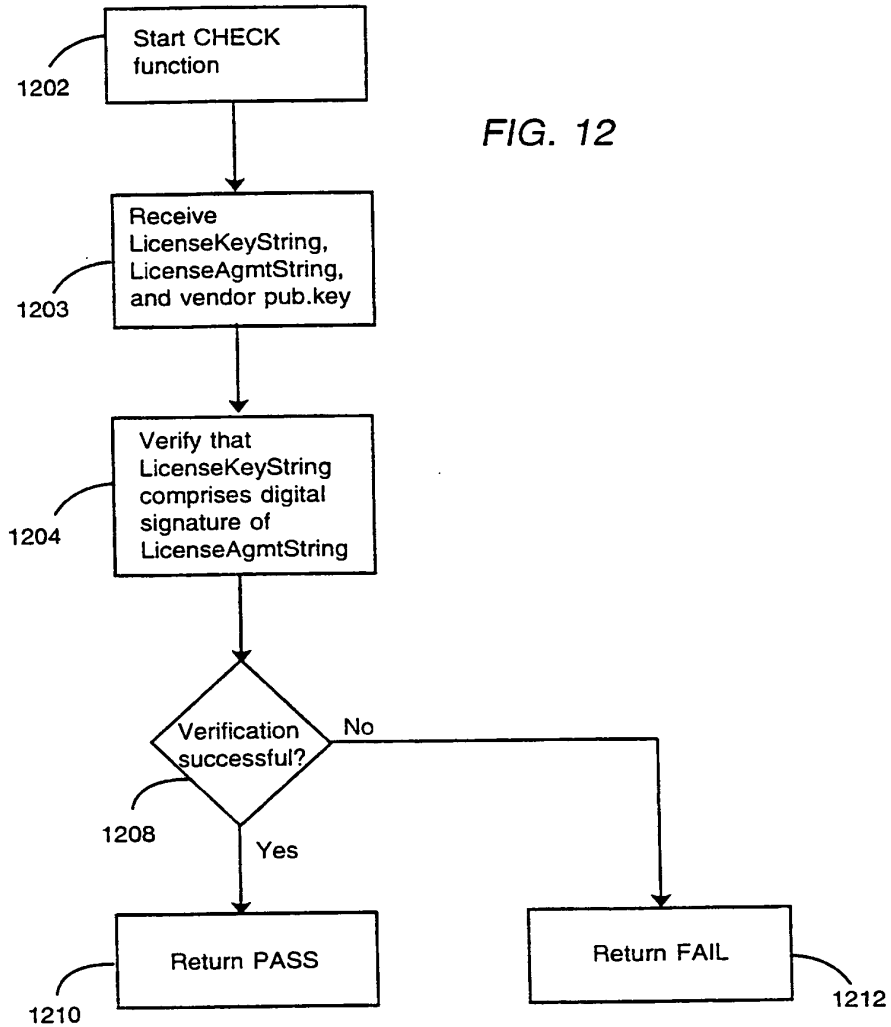 Start CHECK
function
1202
FIG. 12
Receive
LicenseKeyString,
LicenseAgmtString,
and vendor pub.key
1203
Verify that
LicenseKeyString
comprises digital
signature of
LicenseAgmtString
1204
Verification
successful?
No
1208
Yes
Return PASS
1210
Return FAIL
1212